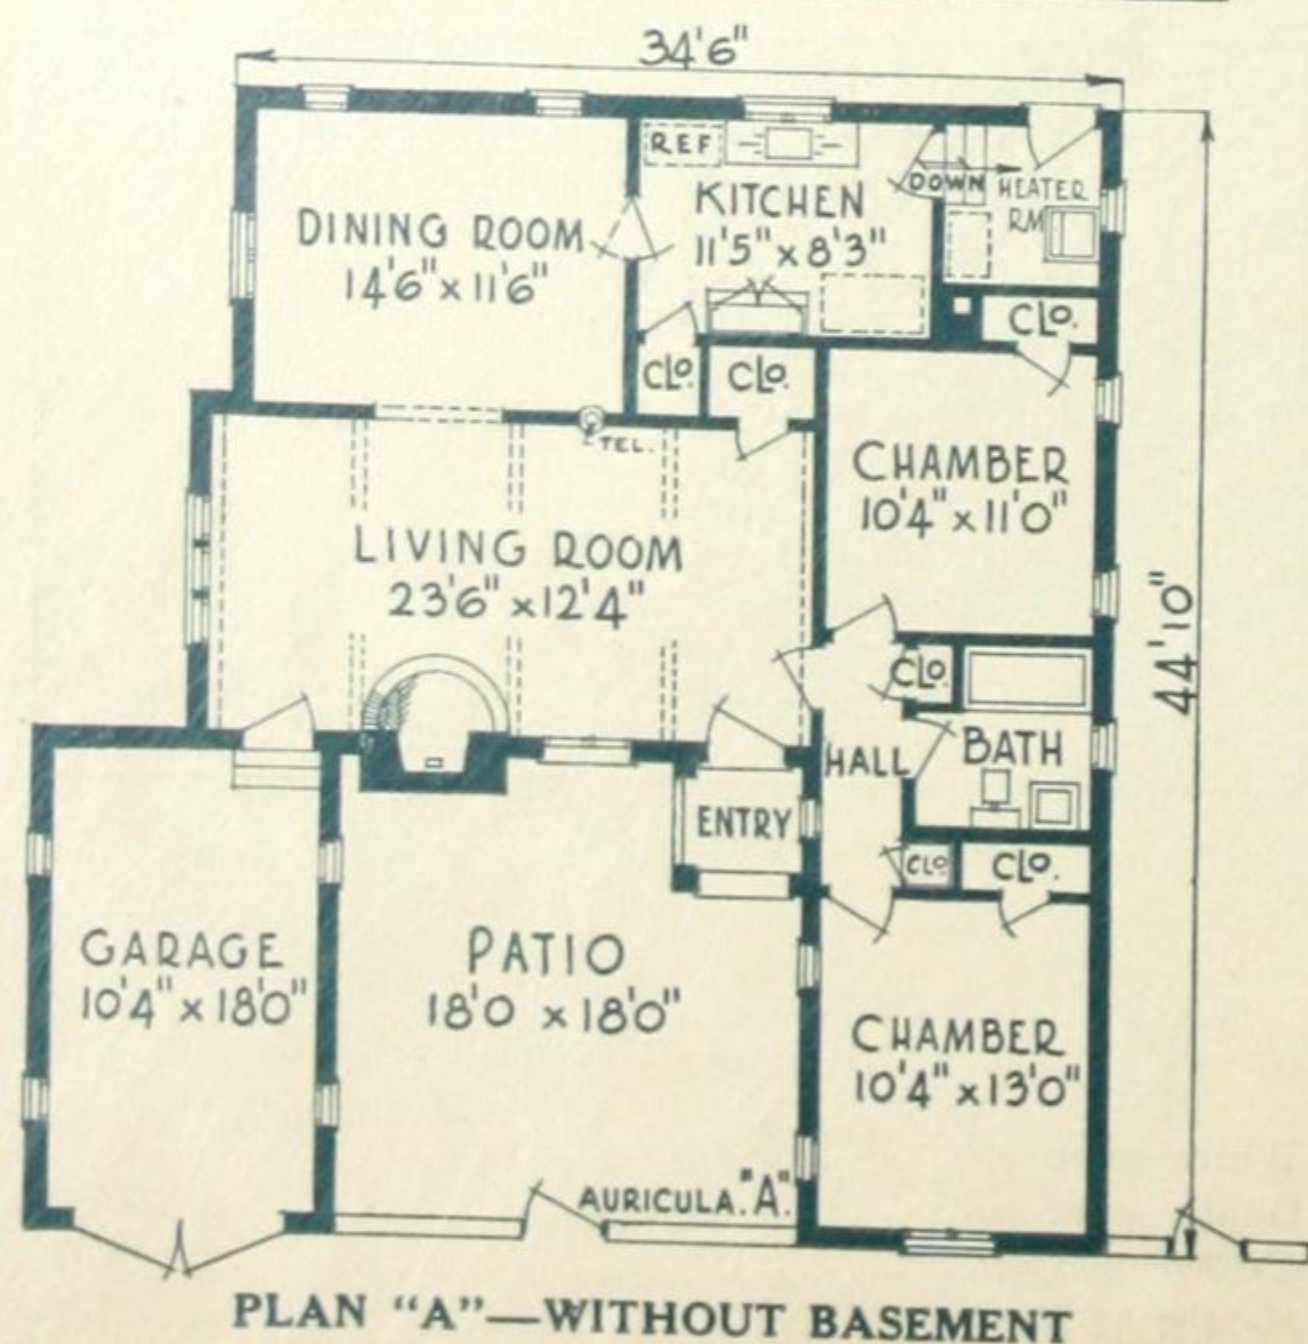 34'6"
REF
KITCHEN
11'5" x 8'3"
DOWN
HEATER
RM
DINING ROOM
14'6" x 11'6"
CLO.
CLO.
CLO.
TEL.
CHAMBER
10'4" x 11'0"
LIVING ROOM
23'6" x 12'4"
44'10"
CLO.
HALL
BATH
ENTRY
CLO.
CLO.
GARAGE
10'4" x 18'0"
PATIO
18'0 x 18'0"
CHAMBER
10'4" x 13'0"
AURICULA. "A".
PLAN "A"—WITHOUT BASEMENT